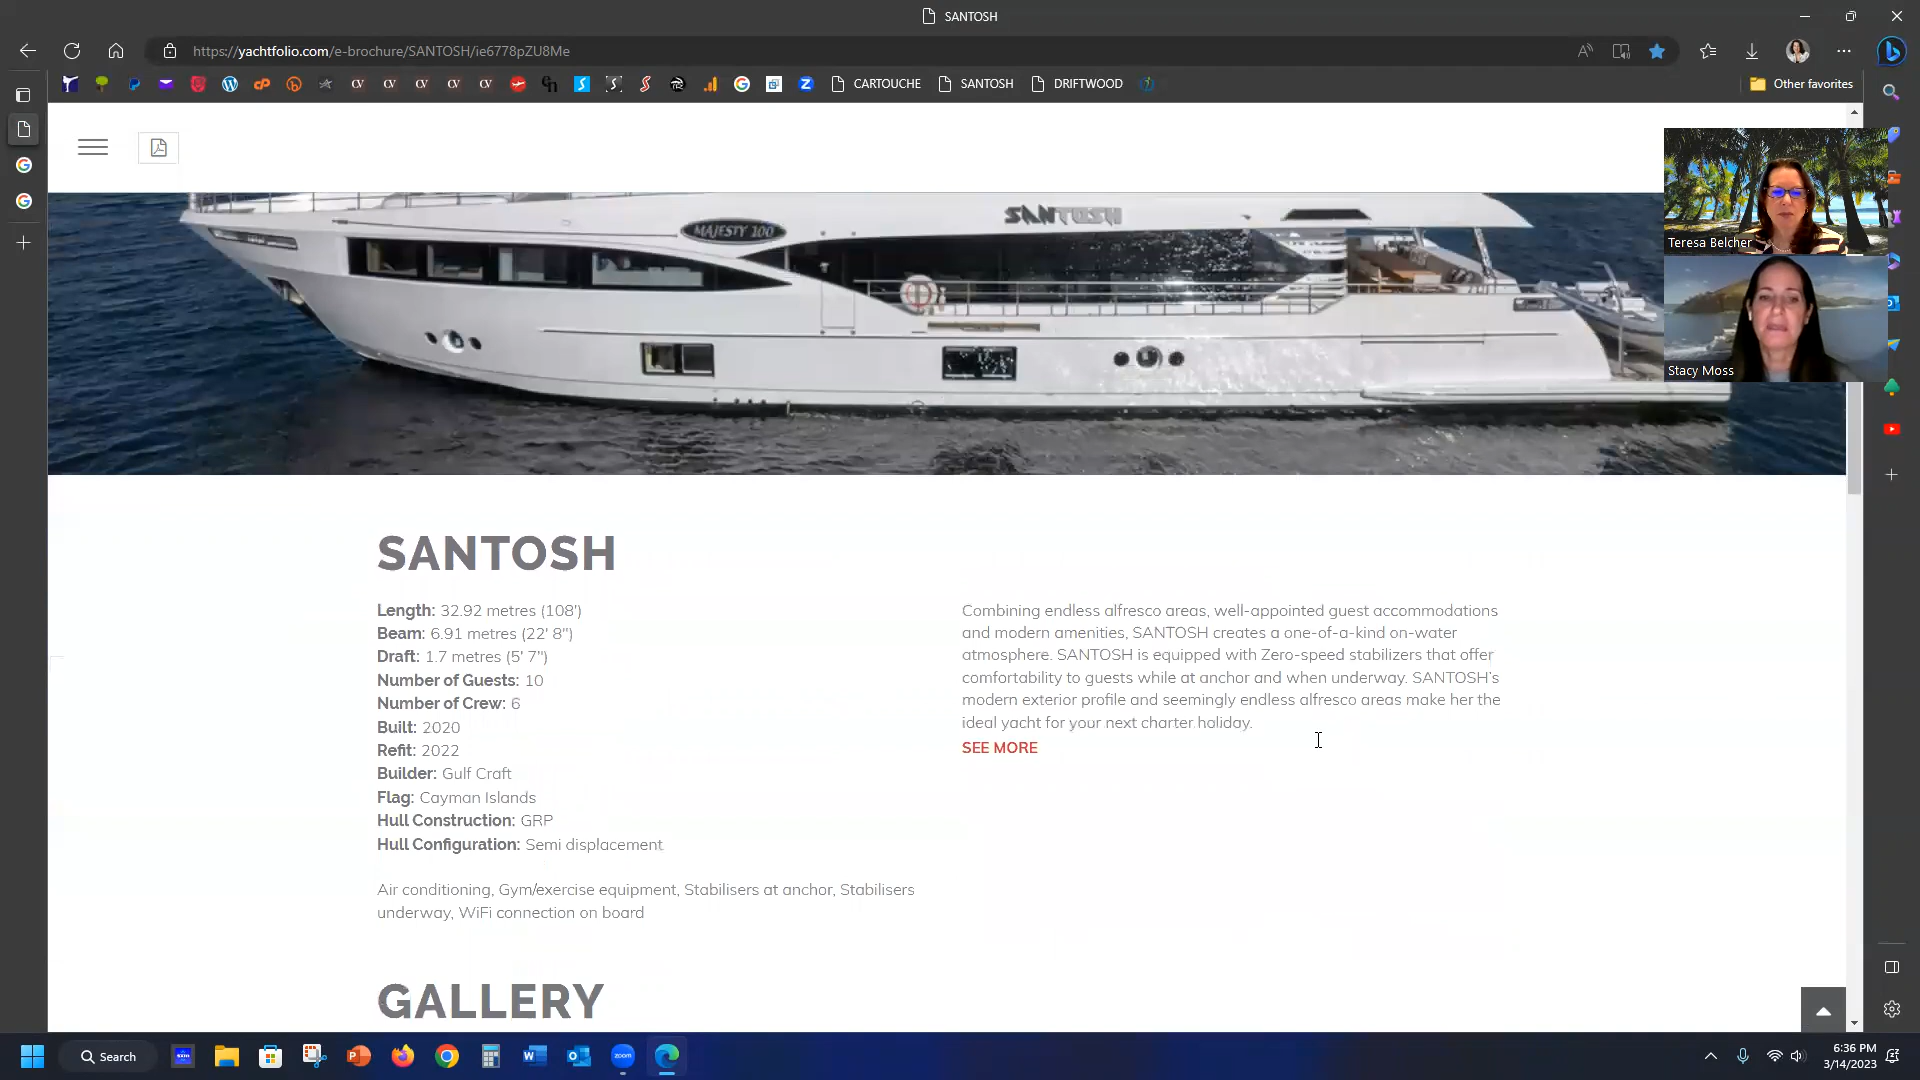 SANTOSH
https://yachtfolio.com/e-brochure/SANTOSH/ie6778pZU8Me
CARTOUCHE
SANTOSH
DRIFTWOOD
Other favorites
SANTOSH
MAJESTY 100
Teresa Belcher
Stacy Moss
SANTOSH
Length: 32.92 metres (108')
Beam: 6.91 metres (22' 8")
Draft: 1.7 metres (5' 7")
Number of Guests: 10
Number of Crew: 6
Built: 2020
Refit: 2022
Builder: Gulf Craft
Flag: Cayman Islands
Hull Construction: GRP
Hull Configuration: Semi displacement
Air conditioning, Gym/exercise equipment, Stabilisers at anchor, Stabilisers
underway, WiFi connection on board
Combining endless alfresco areas, well-appointed guest accommodations
and modern amenities, SANTOSH creates a one-of-a-kind on-water
atmosphere. SANTOSH is equipped with Zero-speed stabilizers that offer
comfortability to guests while at anchor and when underway. SANTOSH's
modern exterior profile and seemingly endless alfresco areas make her the
ideal yacht for your next charter holiday.
SEE MORE
GALLERY
Search
zoom
6:36 PM
3/14/2023